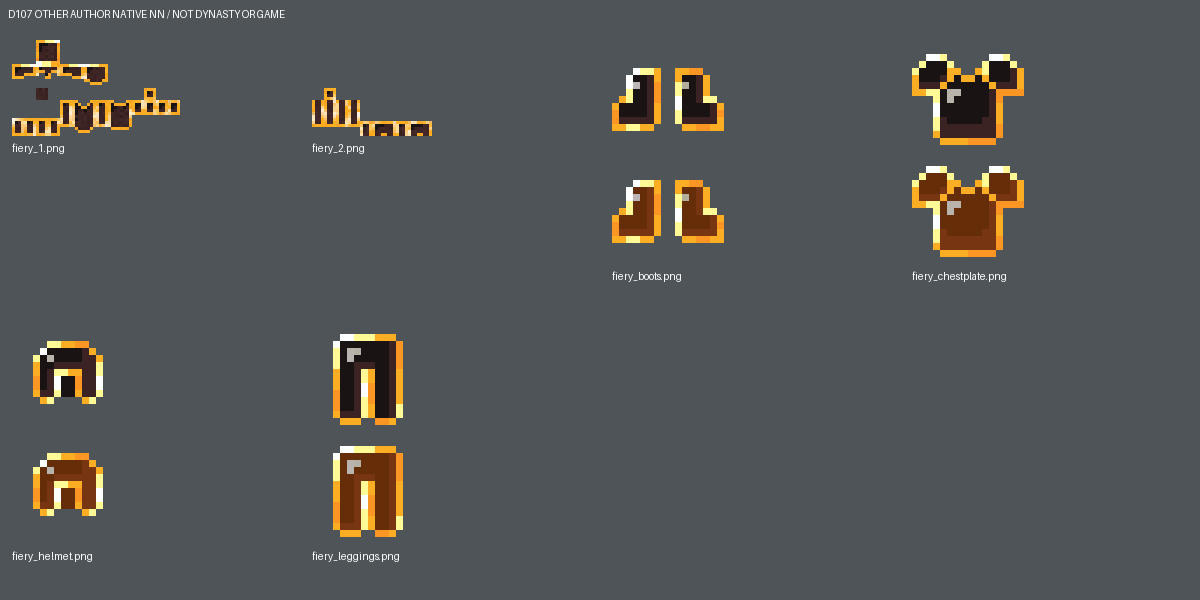 D107 OTHER AUTHOR NATIVE NN / NOT DYNASTY OR GAME
fiery_1.png
fiery_2.png
fiery_boots.png
fiery_chestplate.png
fiery_helmet.png
fiery_leggings.png